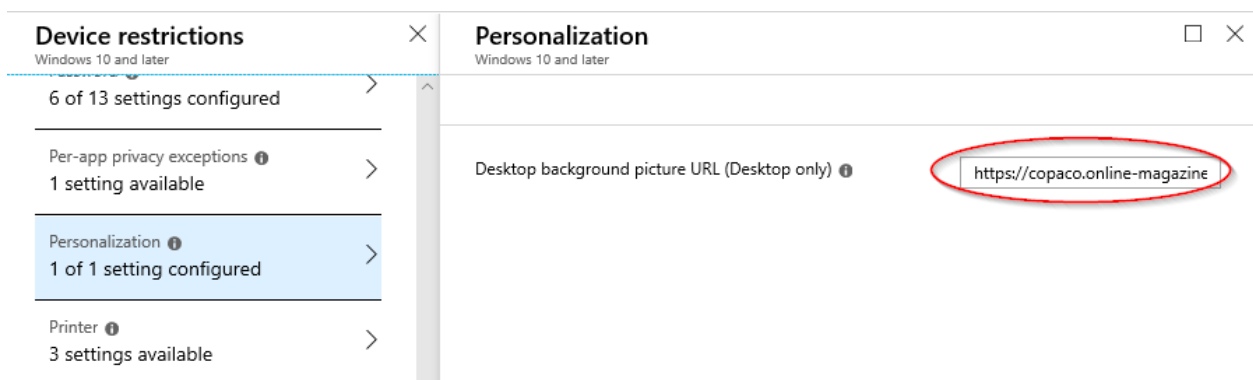 Device restrictions
Windows 10 and later
6 of 13 settings configured
Per-app privacy exceptions
1 setting available
Personalization
1 of 1 setting configured
Printer
3 settings available
Personalization
Windows 10 and later
Desktop background picture URL (Desktop only)
https://copaco.online-magazine